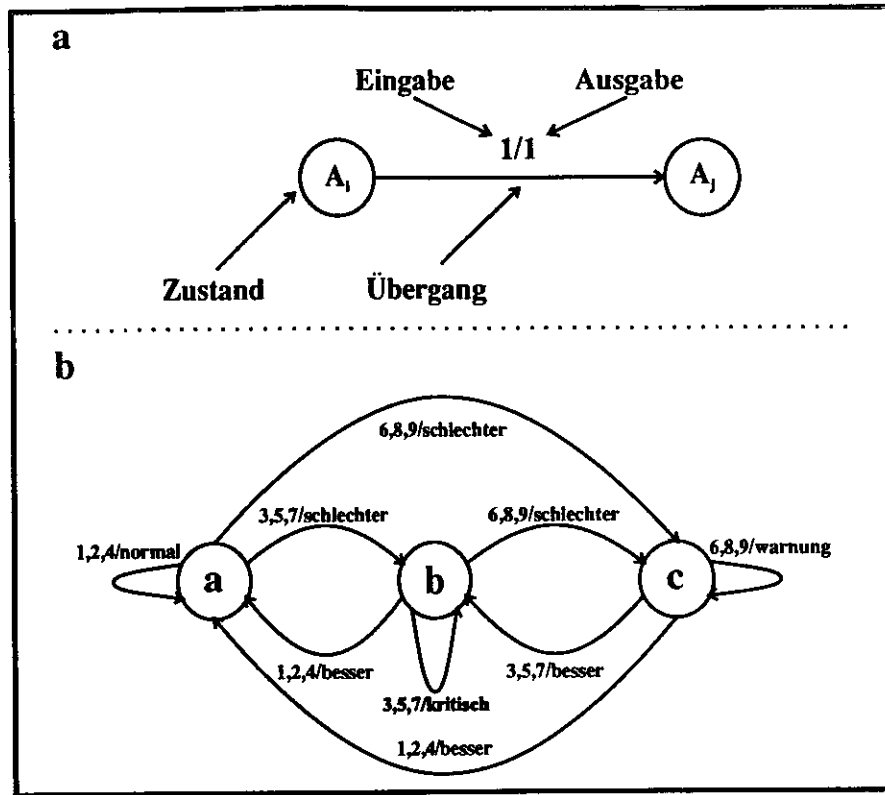 a
Eingabe Ausgabe
1/1
A_i A_j
Zustand Übergang
b
6,8,9/schlechter
3,5,7/schlechter 6,8,9/schlechter
1,2,4/normal 6,8,9/warnung
a b c
1,2,4/besser 3,5,7/besser
3,5,7/kritisch
1,2,4/besser